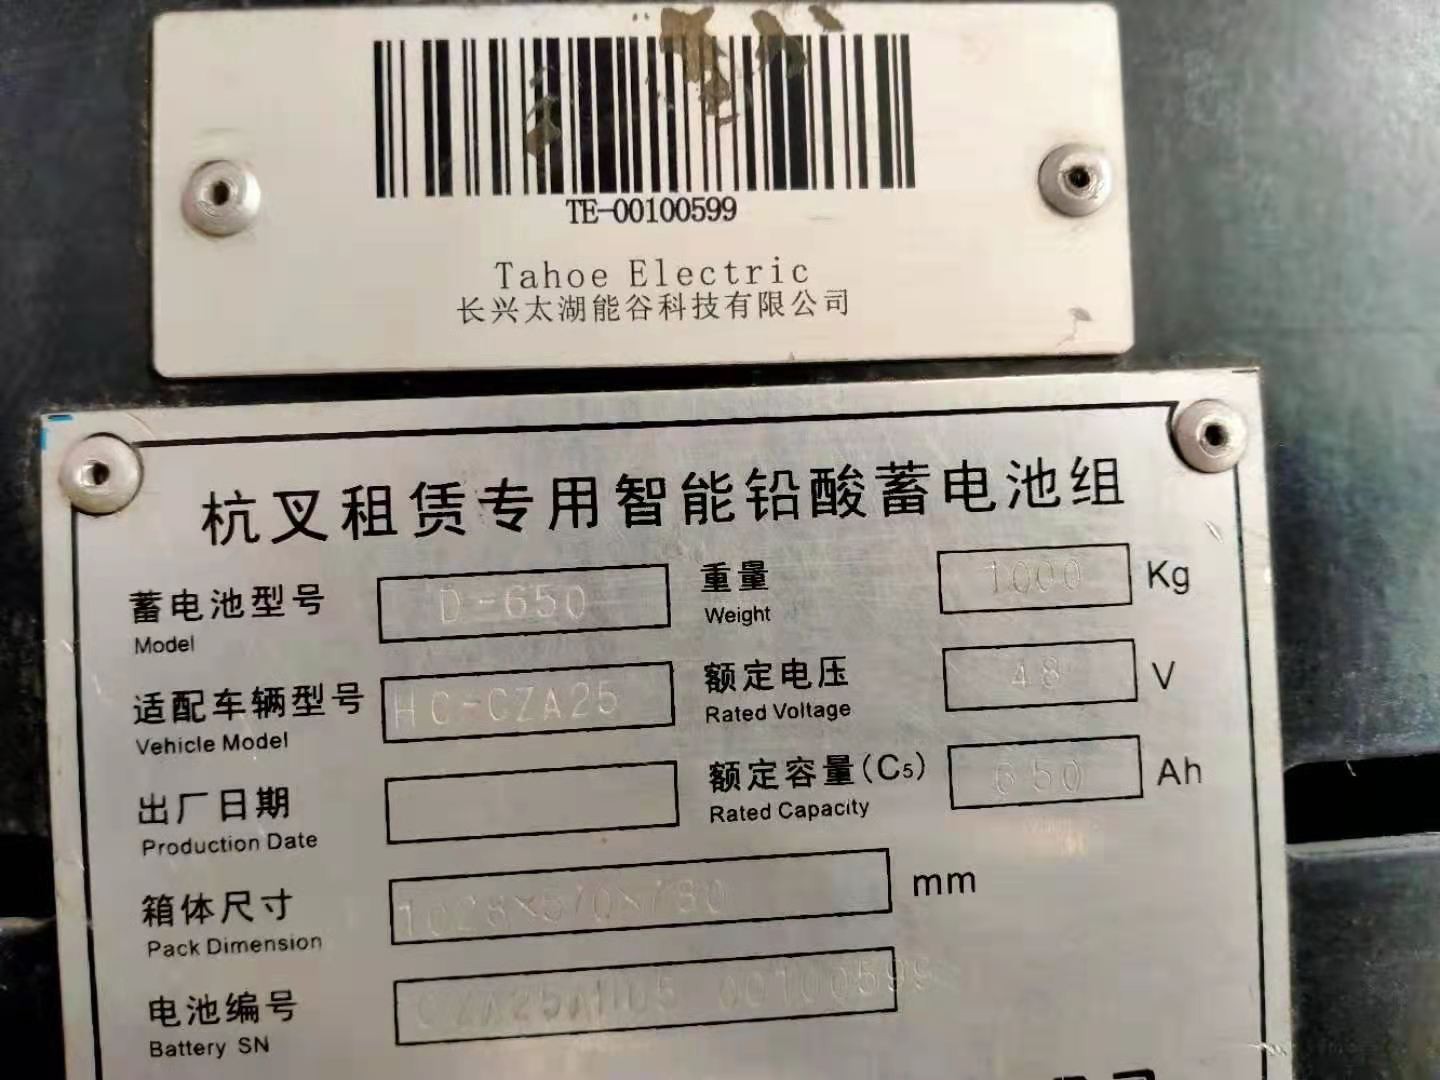 TE-00100599
Tahoe Electric
长兴太湖能谷科技有限公司
杭叉租赁专用智能铅酸蓄电池组
蓄电池型号 D-650 重量 1000 Kg
Model Weight
适配车辆型号 HC-CZA25 额定电压 48 V
Vehicle Model Rated Voltage
出厂日期 额定容量(C5) 650 Ah
Production Date Rated Capacity
箱体尺寸 1028×570×780 mm
Pack Dimension
电池编号 00100599
Battery SN